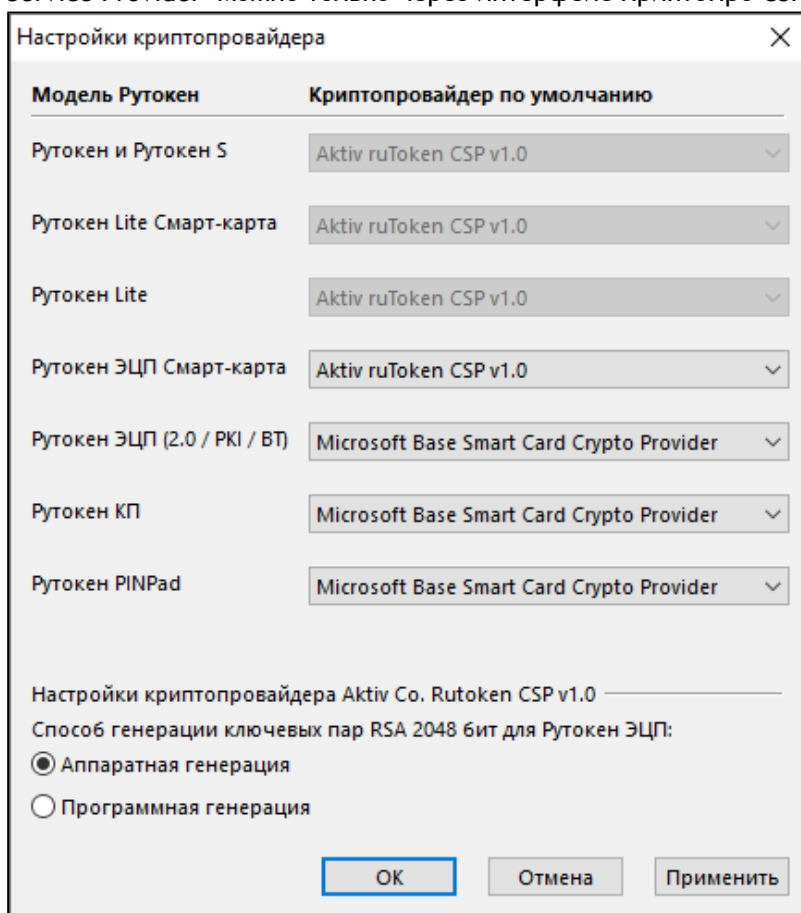 Настройки криптопровайдера
Модель Рутокен Криптопровайдер по умолчанию
Рутокен и Рутокен S Aktiv ruToken CSP v1.0
Рутокен Lite Смарт-карта Aktiv ruToken CSP v1.0
Рутокен Lite Aktiv ruToken CSP v1.0
Рутокен ЭЦП Смарт-карта Aktiv ruToken CSP v1.0
Рутокен ЭЦП (2.0 / PKI / BT) Microsoft Base Smart Card Crypto Provider
Рутокен КП Microsoft Base Smart Card Crypto Provider
Рутокен PINPad Microsoft Base Smart Card Crypto Provider
Настройки криптопровайдера Aktiv Co. Rutoken CSP v1.0
Способ генерации ключевых пар RSA 2048 бит для Рутокен ЭЦП:
Аппаратная генерация
Программная генерация
ОК Отмена Применить